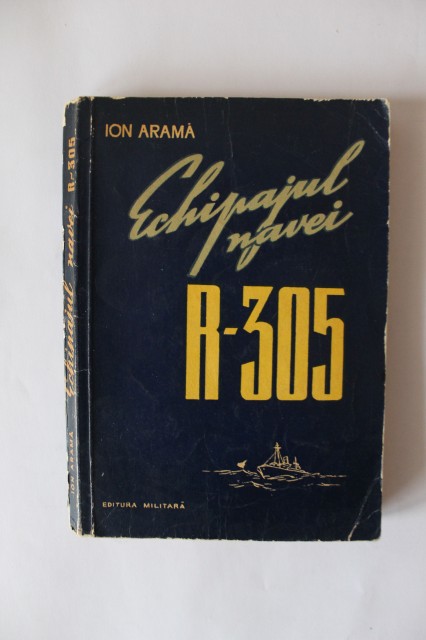 ION ARAMĂ
Echipajul
navei
R-305
EDITURA MILITARĂ
ION ARAMĂ Echipajul navei R-305